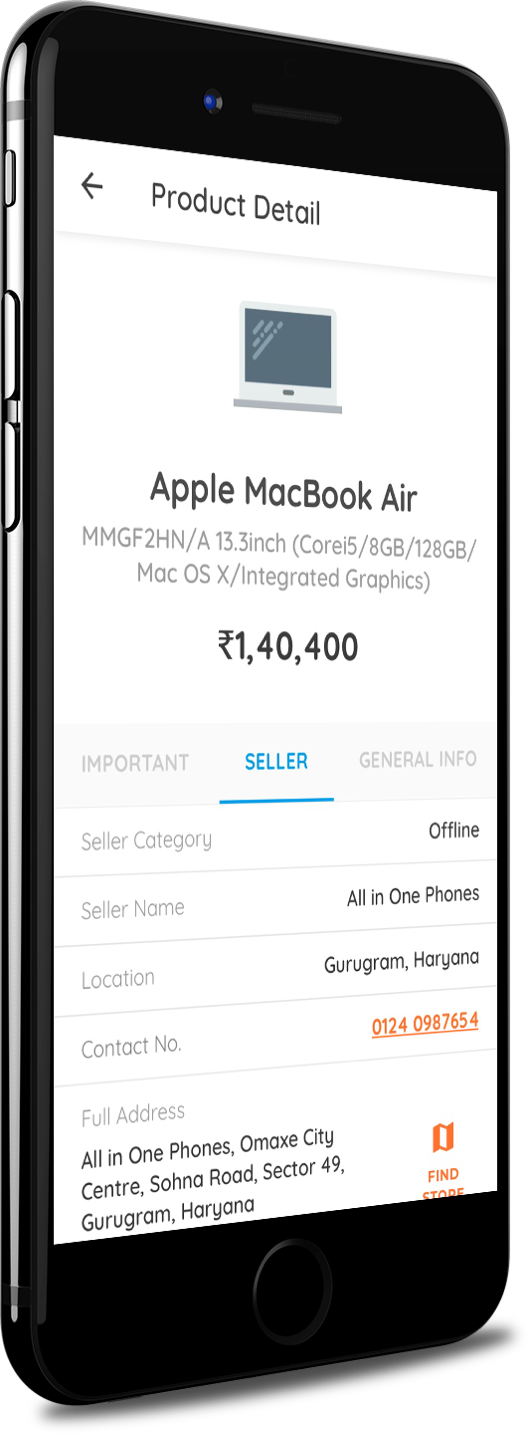 Product Detail
Apple MacBook Air
MMGF2HN/A 13.3inch (Corei5/8GB/128GB/
Mac OS X/Integrated Graphics)
₹1,40,400
IMPORTANT SELLER GENERAL INFO
Seller Category Offline
Seller Name All in One Phones
Location Gurugram, Haryana
Contact No. 0124 0987654
Full Address
All in One Phones, Omaxe City
Centre, Sohna Road, Sector 49,
Gurugram, Haryana
FIND
STORE